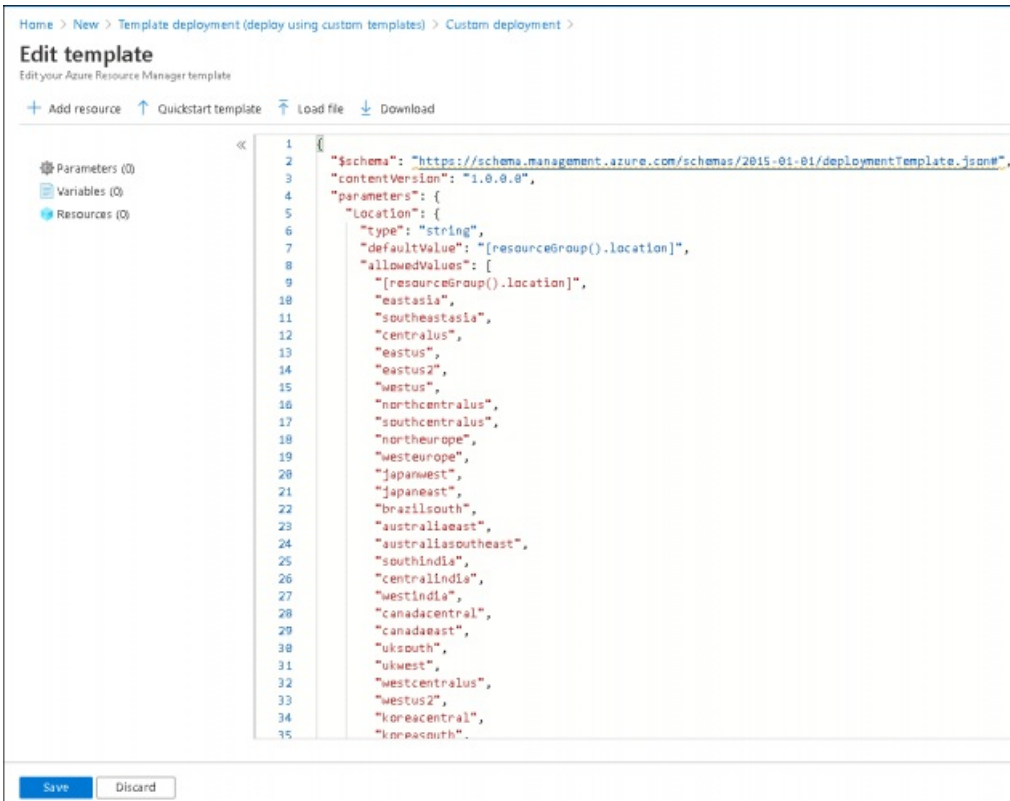 Home > New > Template deployment (deploy using custom templates) > Custom deployment >
Edit template
Edit your Azure Resource Manager template
Add resource Quickstart template Load file Download
Parameters (0)
Variables (0)
Resources (0)
1 {
2 "$schema": "https://schema.management.azure.com/schemas/2015-01-01/deploymentTemplate.json#",
3 "contentVersion": "1.0.0.0",
4 "parameters": {
5 "Location": {
6 "type": "string",
7 "defaultValue": "[resourceGroup().location]",
8 "allowedValues": [
9 "[resourceGroup().location]",
10 "eastasia",
11 "southeastasia",
12 "centralus",
13 "eastus",
14 "eastus2",
15 "westus",
16 "northcentralus",
17 "southcentralus",
18 "northeurope",
19 "westeurope",
20 "japanwest",
21 "japaneast",
22 "brazilsouth",
23 "australiaeast",
24 "australiasoutheast",
25 "southindia",
26 "centralindia",
27 "westindia",
28 "canadacentral",
29 "canadaeast",
30 "uksouth",
31 "ukwest",
32 "westcentralus",
33 "westus2",
34 "koreacentral",
35 "koreasouth",
Save Discard